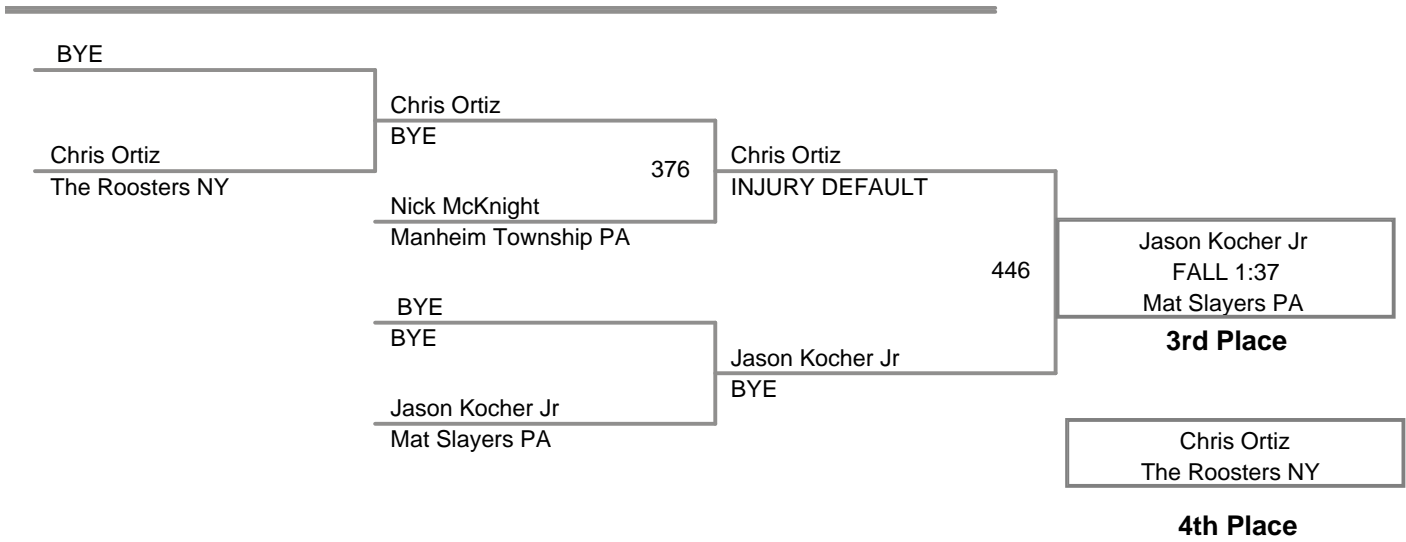 BYE
Chris Ortiz
The Roosters NY
Chris Ortiz
BYE
376
Nick McKnight
Manheim Township PA
BYE
BYE
Jason Kocher Jr
Mat Slayers PA
Chris Ortiz
INJURY DEFAULT
446
Jason Kocher Jr
BYE
Jason Kocher Jr
FALL 1:37
Mat Slayers PA
3rd Place
Chris Ortiz
The Roosters NY
4th Place